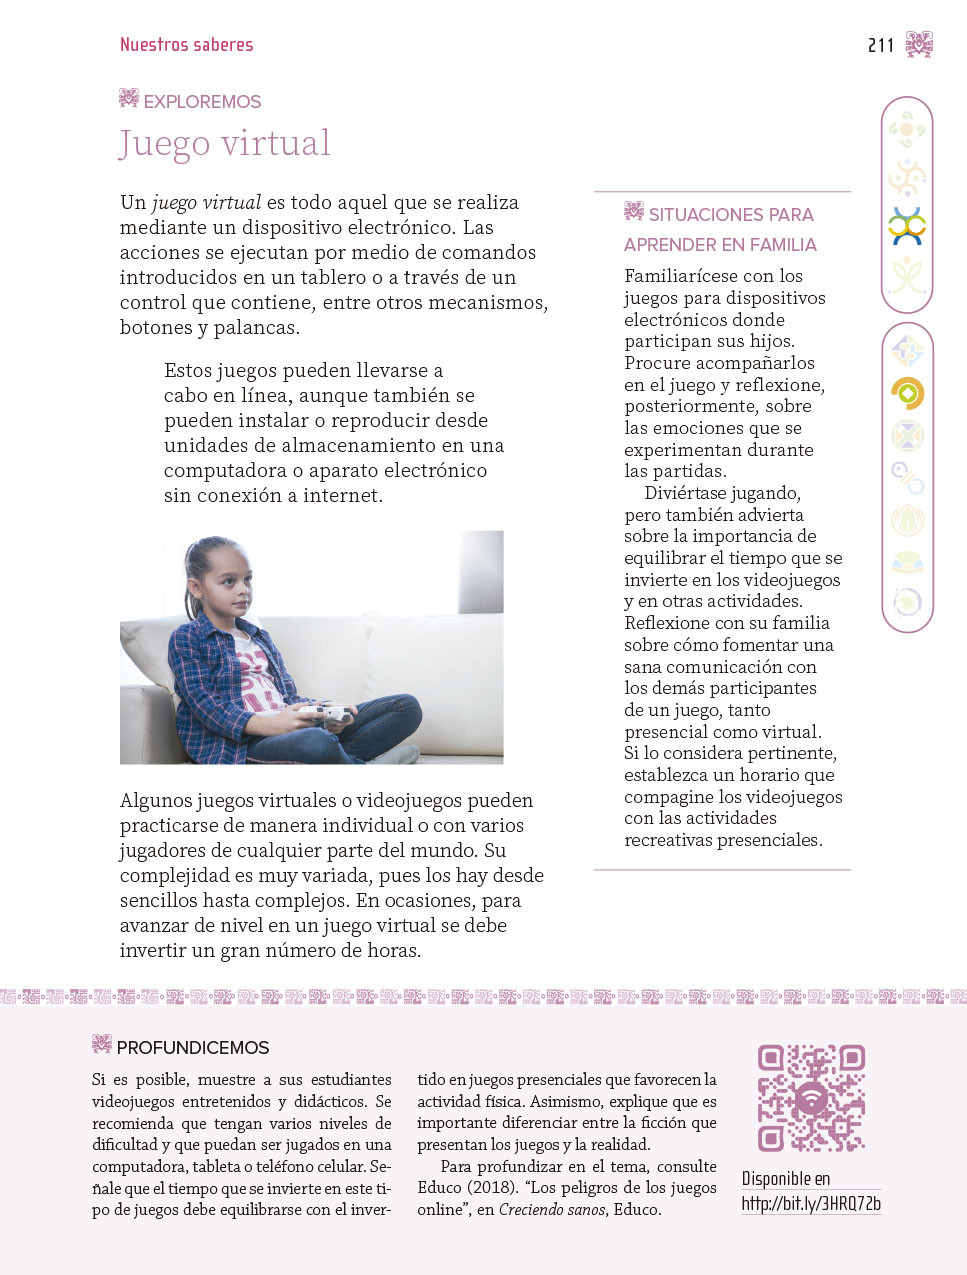 Nuestros saberes
211
EXPLOREMOS
Juego virtual
Un juego virtual es todo aquel que se realiza
mediante un dispositivo electrónico. Las
acciones se ejecutan por medio de comandos
introducidos en un tablero o a través de un
control que contiene, entre otros mecanismos,
botones y palancas.
Estos juegos pueden llevarse a
cabo en línea, aunque también se
pueden instalar o reproducir desde
unidades de almacenamiento en una
computadora o aparato electrónico
sin conexión a internet.
Algunos juegos virtuales o videojuegos pueden
practicarse de manera individual o con varios
jugadores de cualquier parte del mundo. Su
complejidad es muy variada, pues los hay desde
sencillos hasta complejos. En ocasiones, para
avanzar de nivel en un juego virtual se debe
invertir un gran número de horas.
SITUACIONES PARA
APRENDER EN FAMILIA
Familiarícese con los
juegos para dispositivos
electrónicos donde
participan sus hijos.
Procure acompañarlos
en el juego y reflexione,
posteriormente, sobre
las emociones que se
experimentan durante
las partidas.
Diviértase jugando,
pero también advierta
sobre la importancia de
equilibrar el tiempo que se
invierte en los videojuegos
y en otras actividades.
Reflexione con su familia
sobre cómo fomentar una
sana comunicación con
los demás participantes
de un juego, tanto
presencial como virtual.
Si lo considera pertinente,
establezca un horario que
compagine los videojuegos
con las actividades
recreativas presenciales.
PROFUNDICEMOS
Si es posible, muestre a sus estudiantes
videojuegos entretenidos y didácticos. Se
recomienda que tengan varios niveles de
dificultad y que puedan ser jugados en una
computadora, tableta o teléfono celular. Se-
ñale que el tiempo que se invierte en este ti-
po de juegos debe equilibrarse con el inver-
tido en juegos presenciales que favorecen la
actividad física. Asimismo, explique que es
importante diferenciar entre la ficción que
presentan los juegos y la realidad.
Para profundizar en el tema, consulte
Educo (2018). “Los peligros de los juegos
online”, en Creciendo sanos, Educo.
Disponible en
http://bit.ly/3HRQ72b